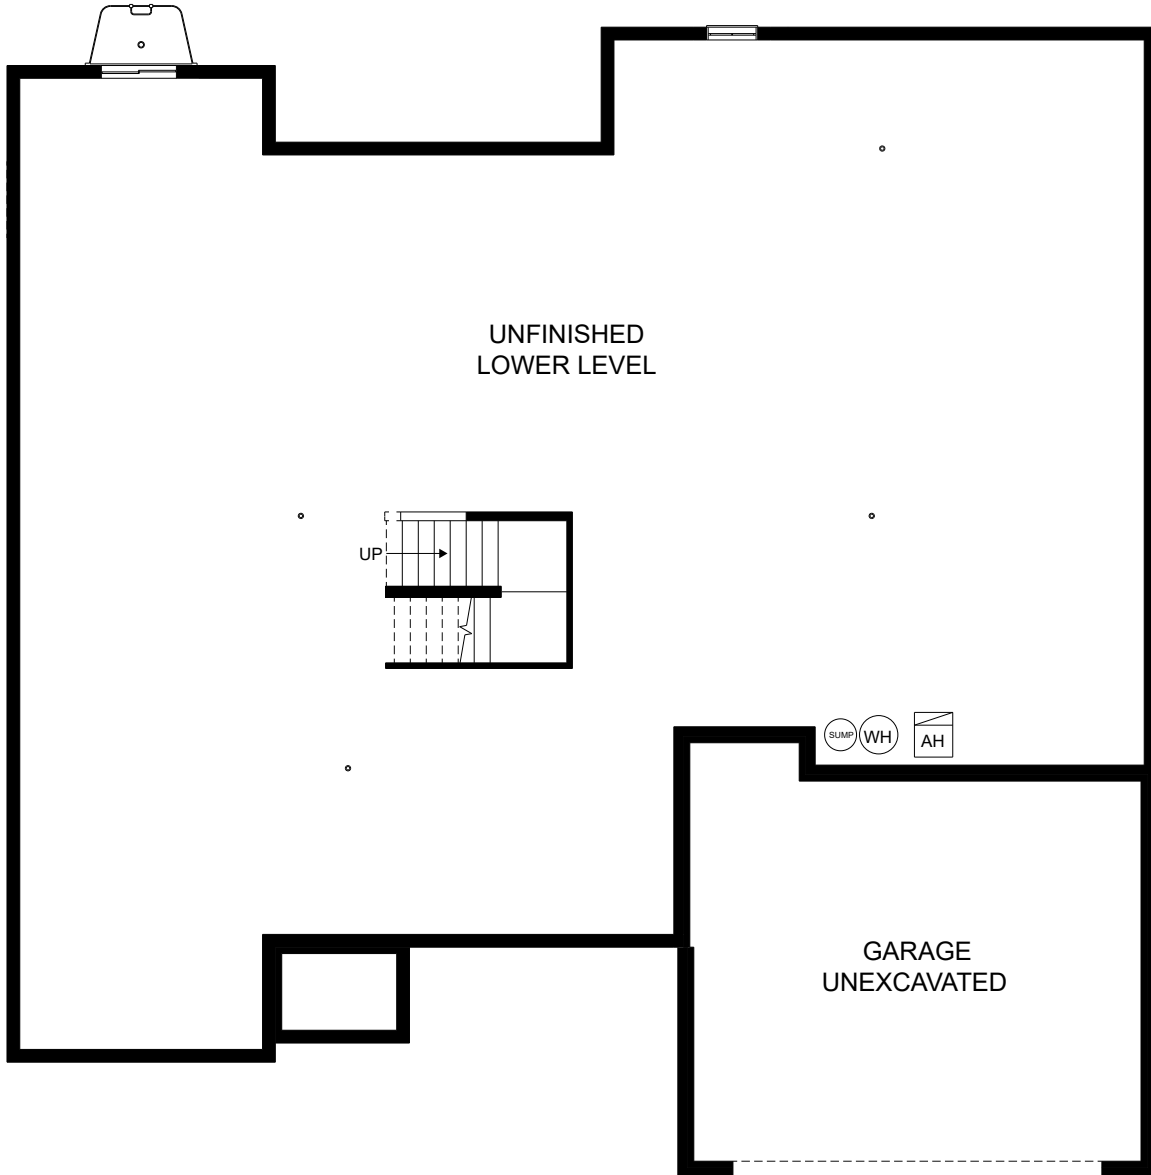 UNFINISHED
LOWER LEVEL
UP
SUMP
WH
AH
GARAGE
UNEXCAVATED